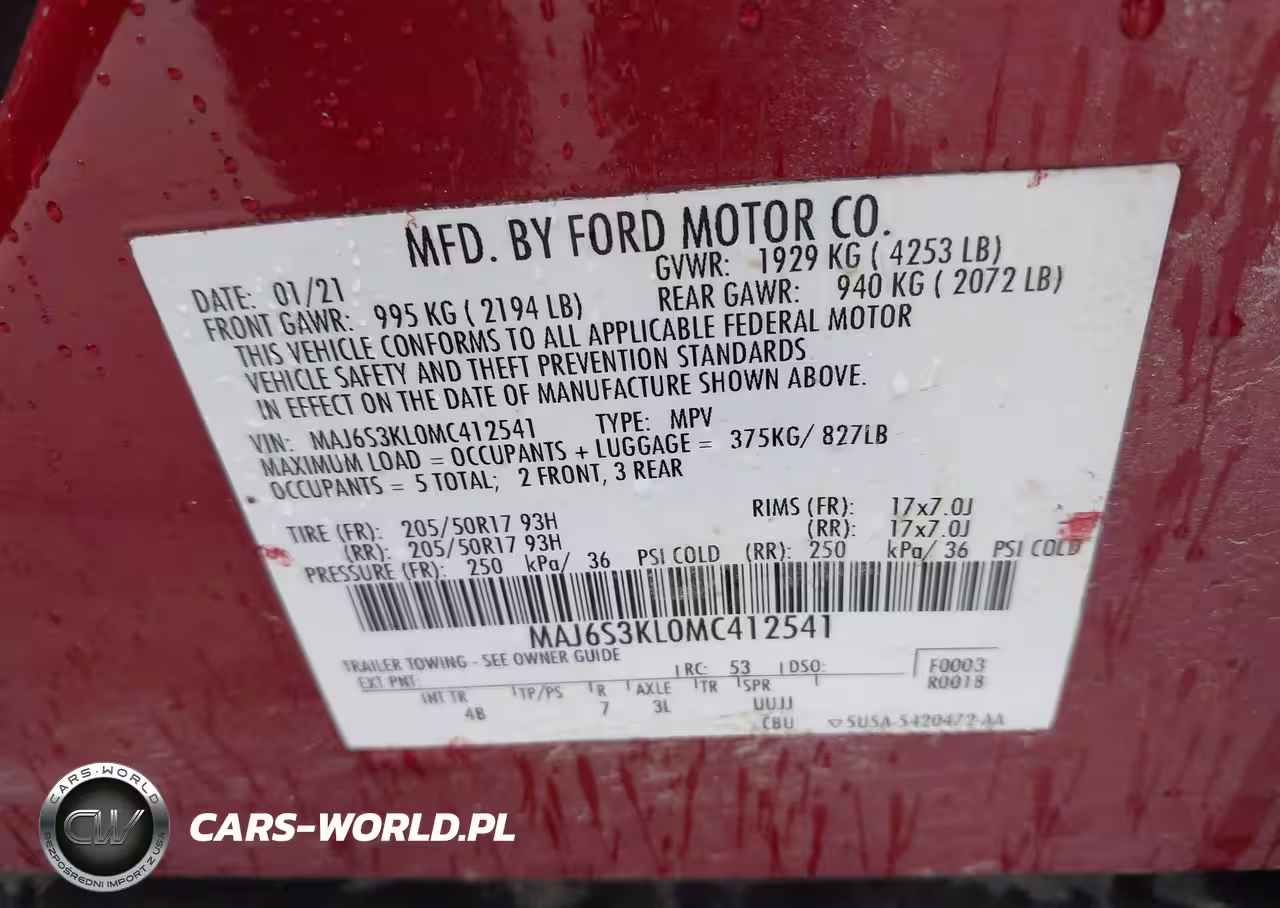 MFD. BY FORD MOTOR CO.
DATE: 01/21 GVWR: 1929 KG ( 4253 LB)
FRONT GAWR: 995 KG ( 2194 LB) REAR GAWR: 940 KG ( 2072 LB)
THIS VEHICLE CONFORMS TO ALL APPLICABLE FEDERAL MOTOR
VEHICLE SAFETY AND THEFT PREVENTION STANDARDS
IN EFFECT ON THE DATE OF MANUFACTURE SHOWN ABOVE.
VIN: MAJ6S3KL0MC412541 TYPE: MPV
MAXIMUM LOAD = OCCUPANTS + LUGGAGE = 375KG/ 827LB
OCCUPANTS = 5 TOTAL; 2 FRONT, 3 REAR
TIRE (FR): 205/50R17 93H RIMS (FR): 17x7.0J
(RR): 205/50R17 93H (RR): 17x7.0J
PRESSURE (FR): 250 kPa/ 36 PSI COLD (RR): 250 kPa/ 36 PSI COLD
MAJ6S3KL0MC412541
TRAILER TOWING - SEE OWNER GUIDE
EXT PNT: RC: 53 DSO: F0003
R0018
INT TR TP/PS R AXLE TR SPR
4B 7 3L UUJJ
CBU 5U5A-5420472-AA
CARS-WORLD
CW
BEZPOŚREDNI IMPORT Z USA
CARS-WORLD.PL